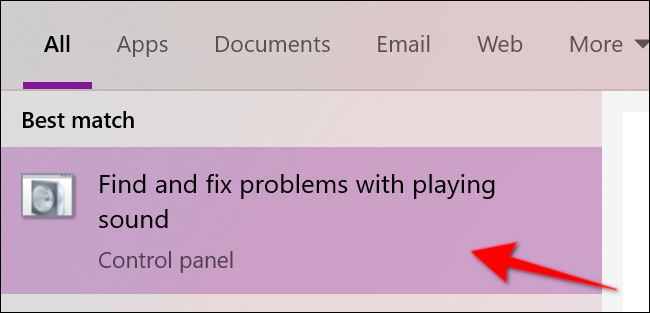 All Apps Documents Email Web More
Best match
Find and fix problems with playing
sound
Control panel